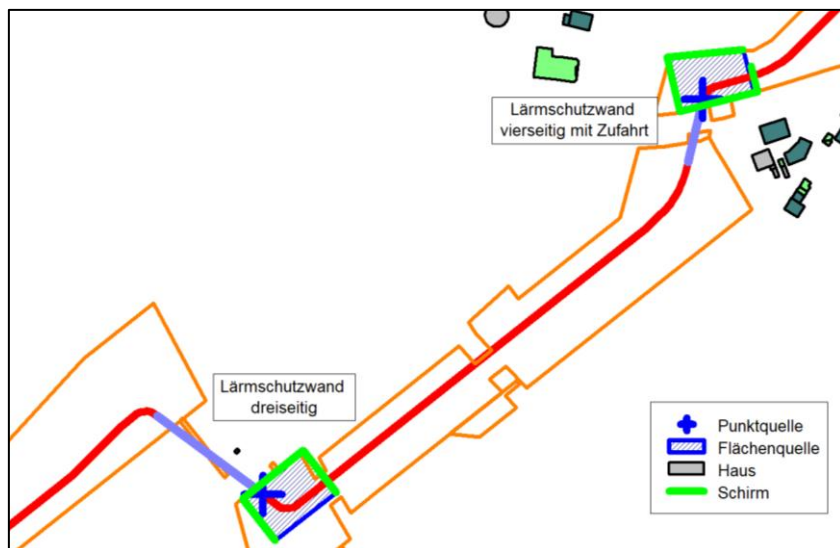 Lärmschutzwand
vierseitig mit Zufahrt
Lärmschutzwand
dreiseitig
Punktquelle
Flächenquelle
Haus
Schirm